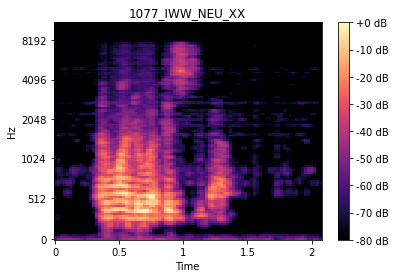 1077_IWW_NEU_XX
+0 dB
8192
-10 dB
4096
-20 dB
-30 dB
2048
Hz
-40 dB
1024
-50 dB
512
-60 dB
-70 dB
0
-80 dB
0
0.5
1
1.5
2
Time